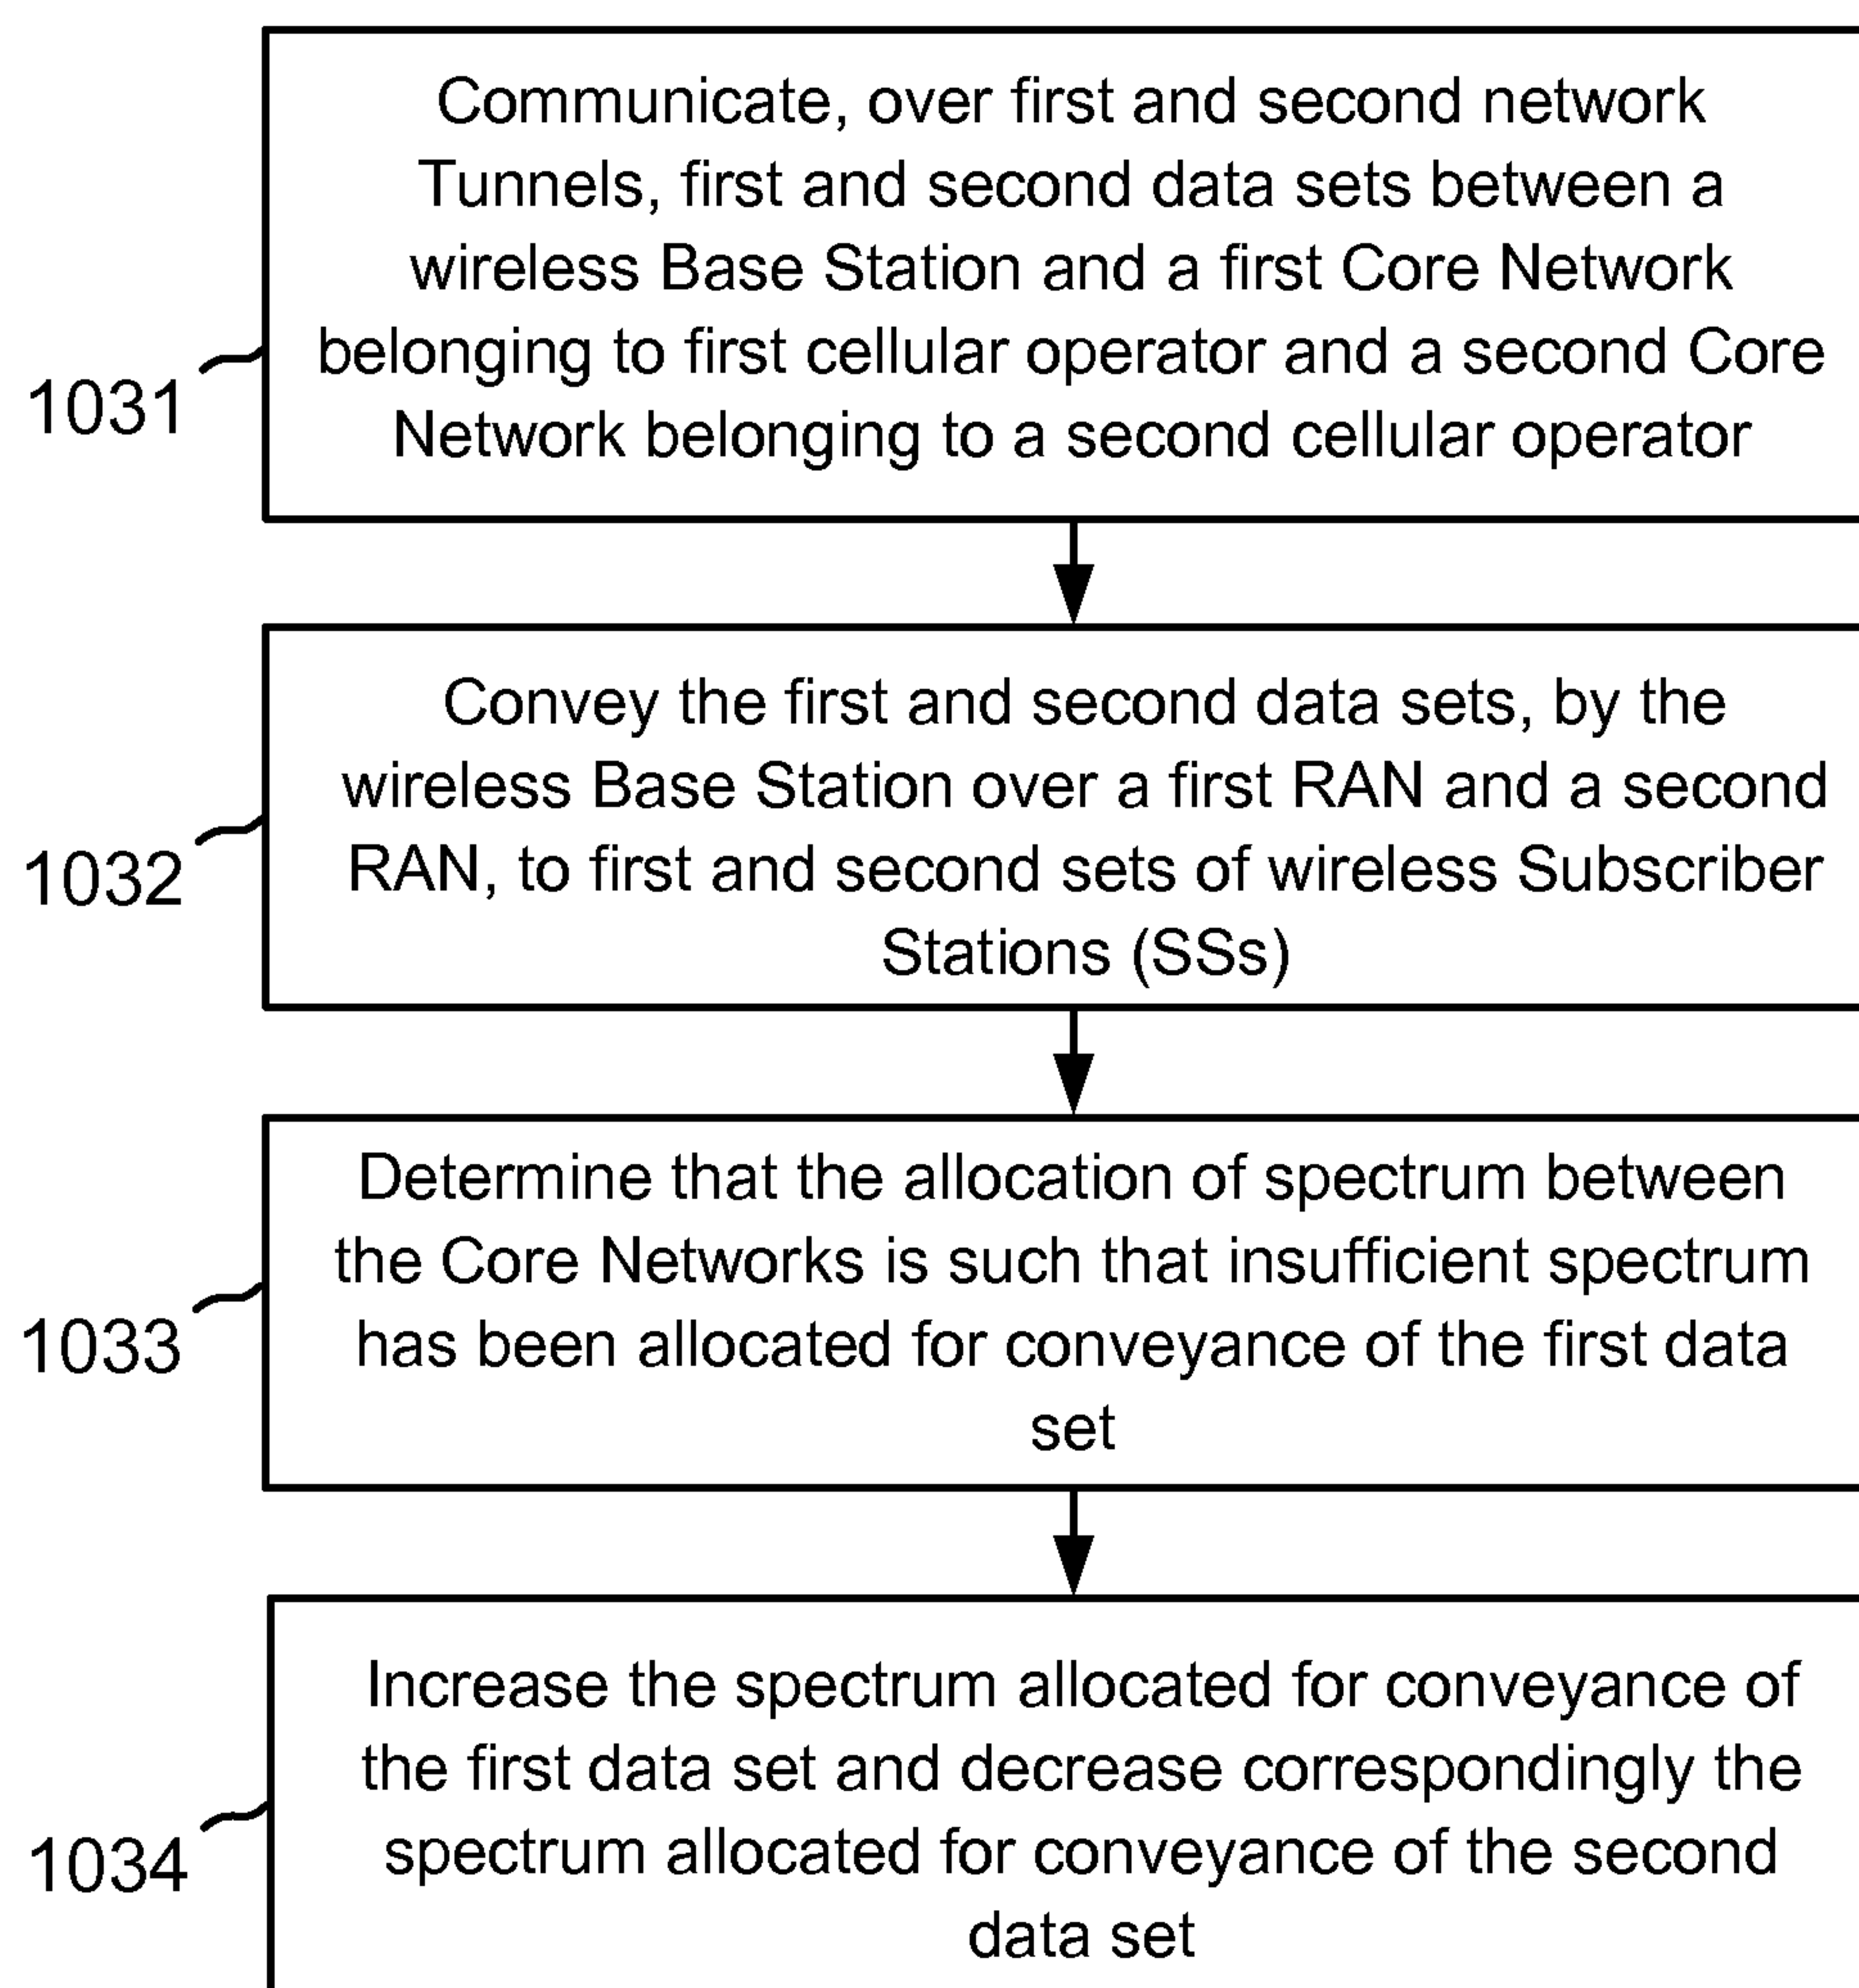 Communicate, over first and second network
Tunnels, first and second data sets between a
wireless Base Station and a first Core Network
belonging to first cellular operator and a second Core
Network belonging to a second cellular operator
1031
Convey the first and second data sets, by the
wireless Base Station over a first RAN and a second
RAN, to first and second sets of wireless Subscriber
Stations (SSs)
1032
Determine that the allocation of spectrum between
the Core Networks is such that insufficient spectrum
has been allocated for conveyance of the first data
set
1033
Increase the spectrum allocated for conveyance of
the first data set and decrease correspondingly the
spectrum allocated for conveyance of the second
data set
1034